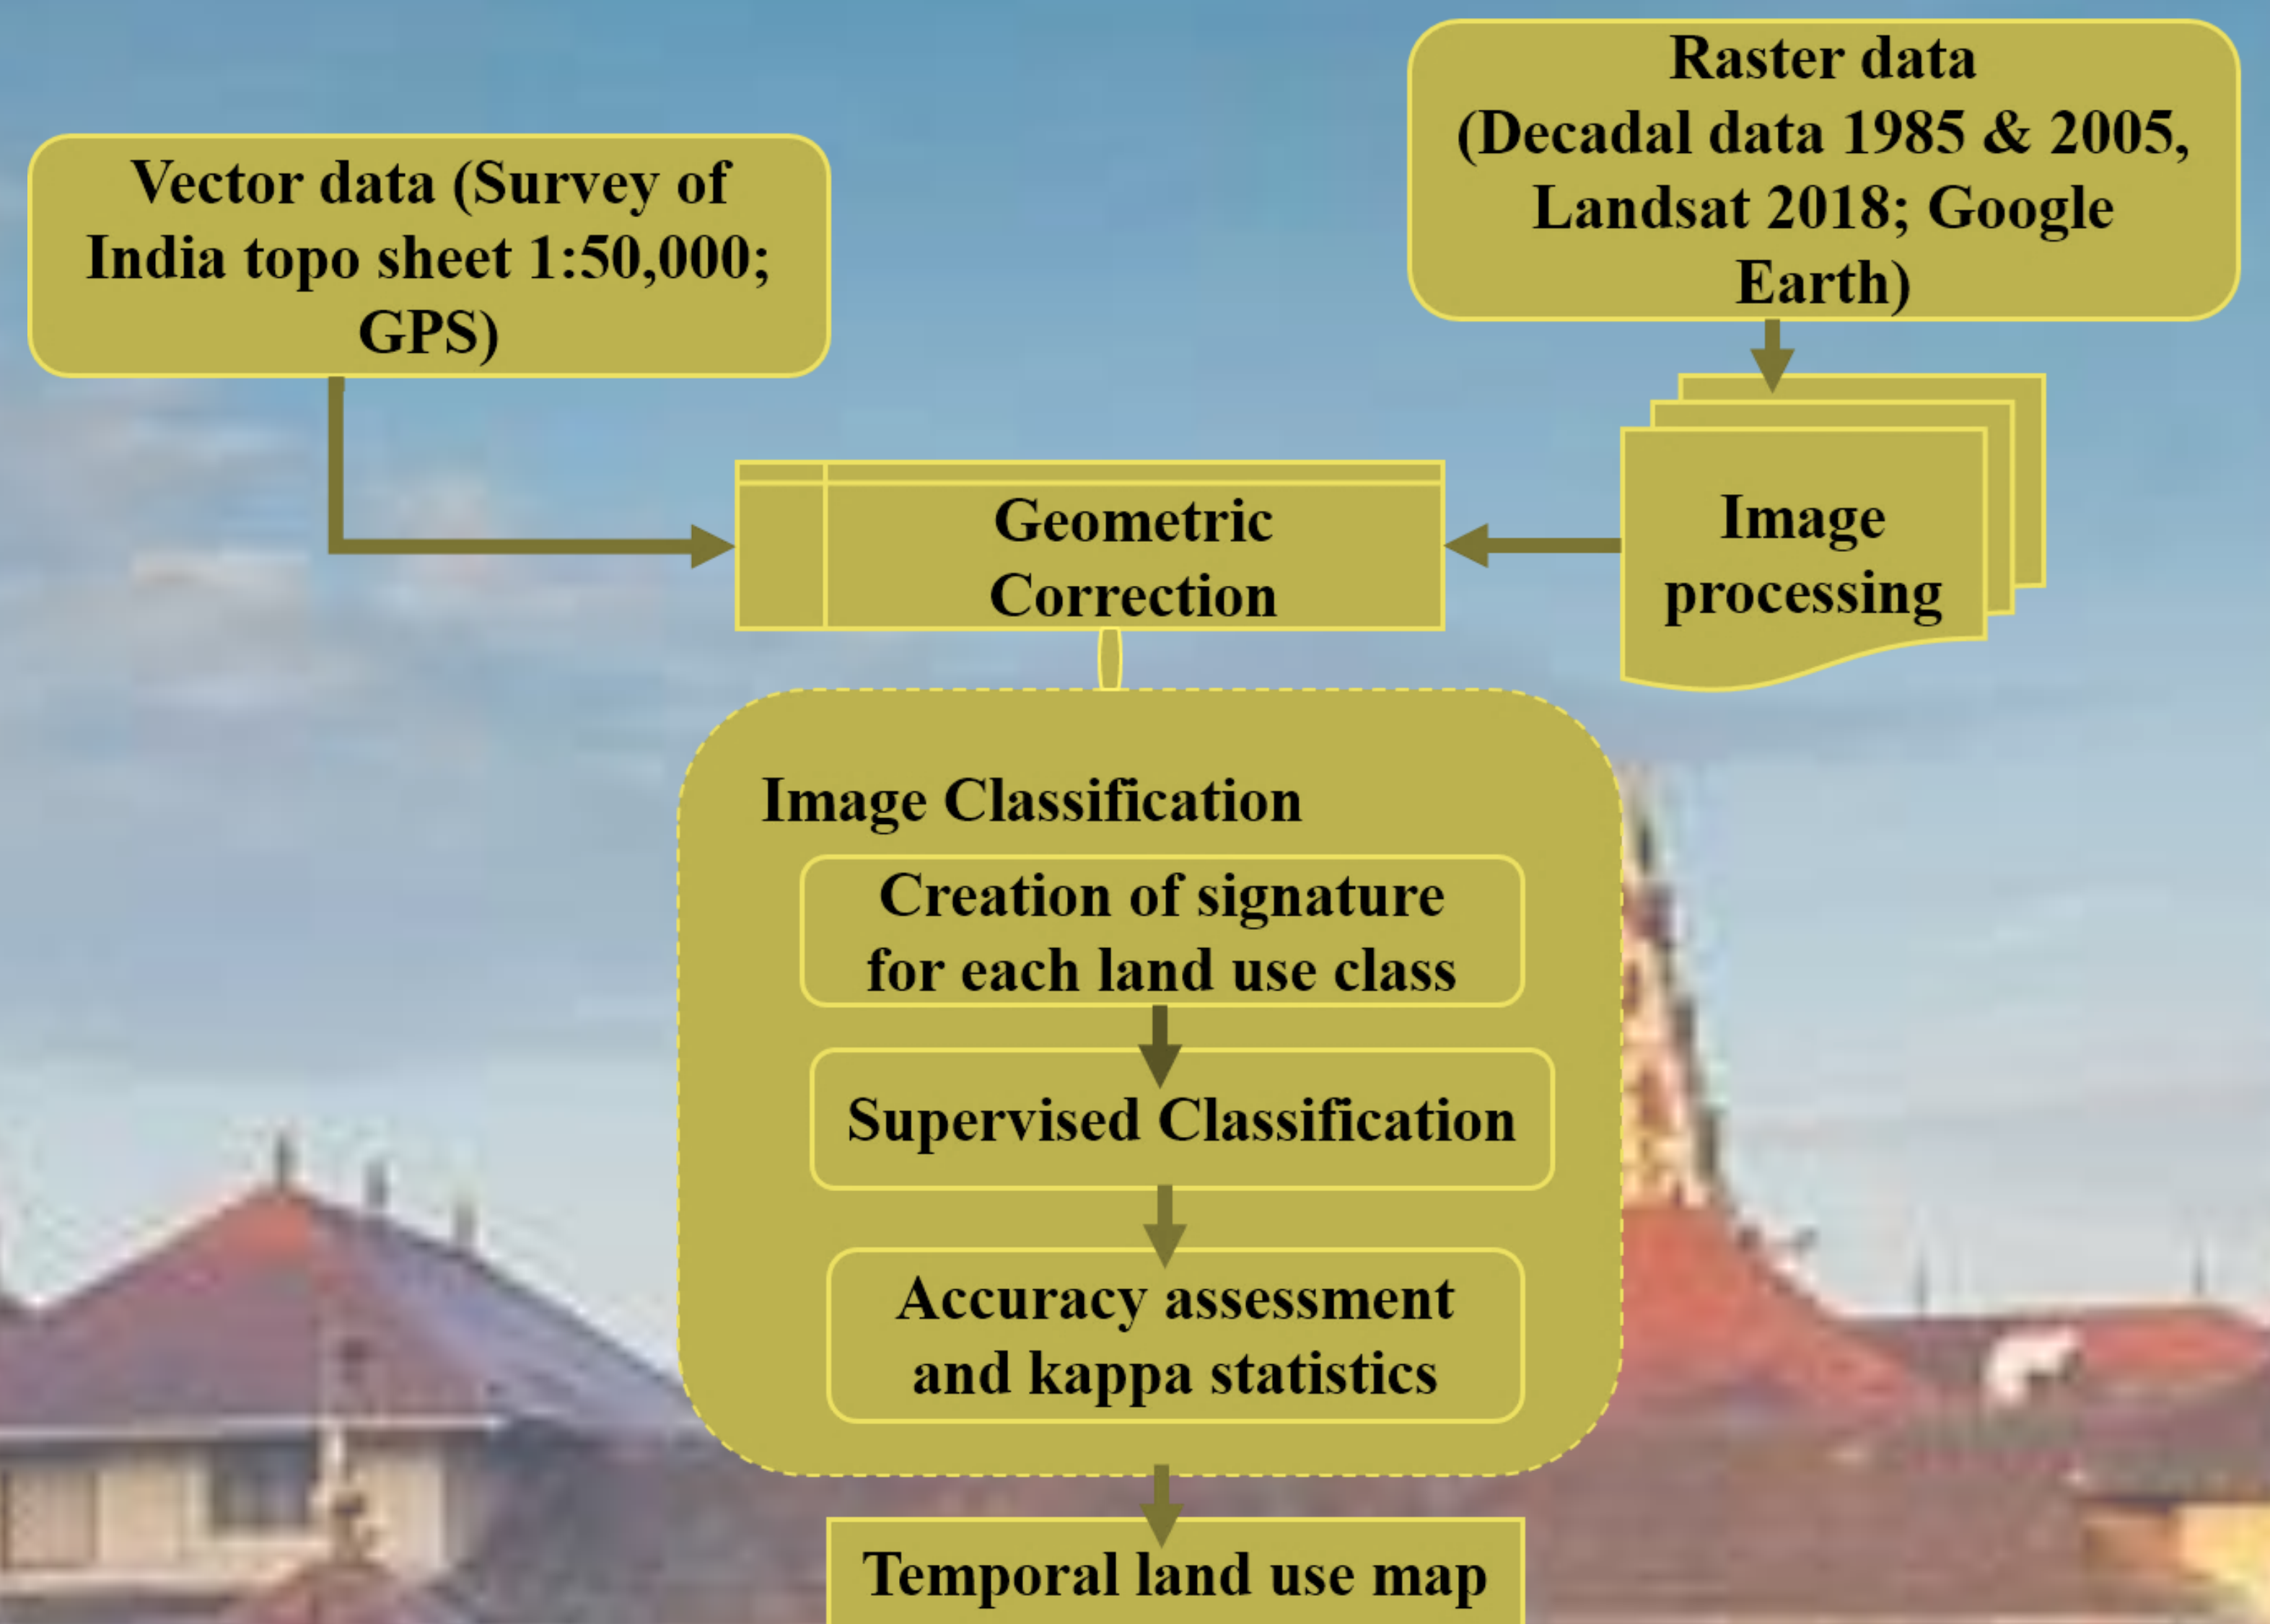 Raster data
(Decadal data 1985 & 2005,
Landsat 2018; Google
Earth)
Vector data (Survey of
India topo sheet 1:50,000;
GPS)
Geometric
Correction
Image
processing
Image Classification
Creation of signature
for each land use class
Supervised Classification
Accuracy assessment
and kappa statistics
Temporal land use map